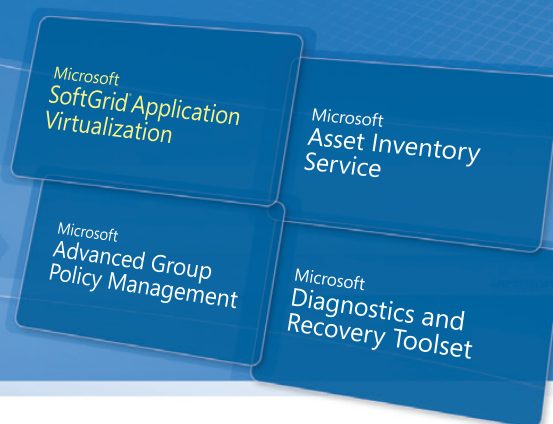 Microsoft
SoftGrid® Application
Virtualization
Microsoft
Asset Inventory
Service
Microsoft
Advanced Group
Policy Management
Microsoft
Diagnostics and
Recovery Toolset